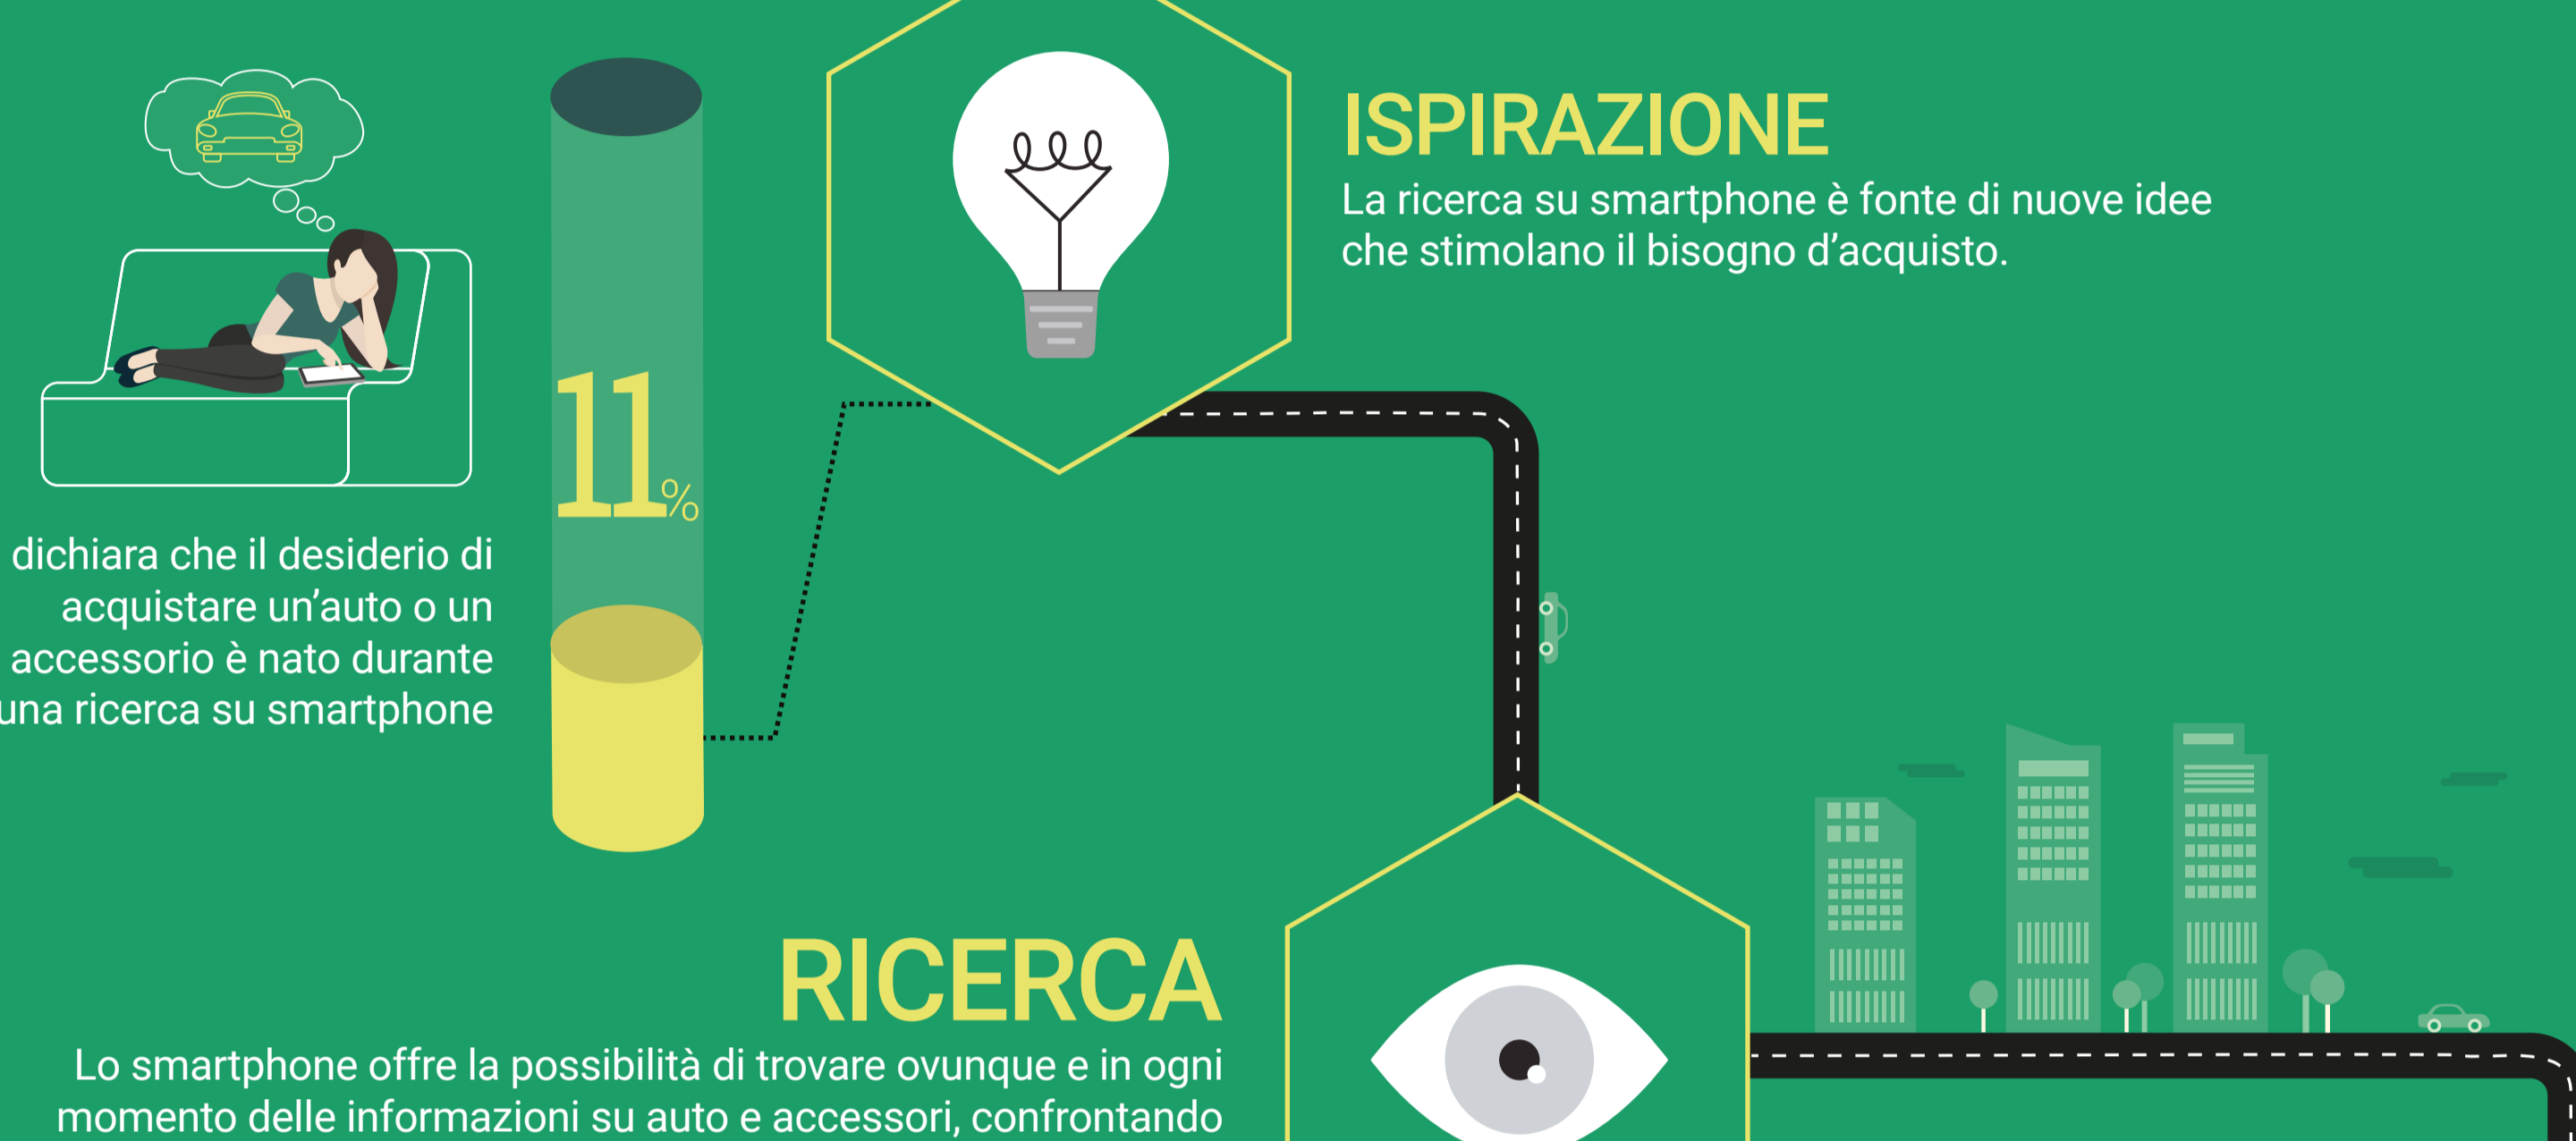 ISPIRAZIONE
La ricerca su smartphone è fonte di nuove idee
che stimolano il bisogno d’acquisto.
11%
dichiara che il desiderio di
acquistare un’auto o un
accessorio è nato durante
una ricerca su smartphone
RICERCA
Lo smartphone offre la possibilità di trovare ovunque e in ogni
momento delle informazioni su auto e accessori, confrontando